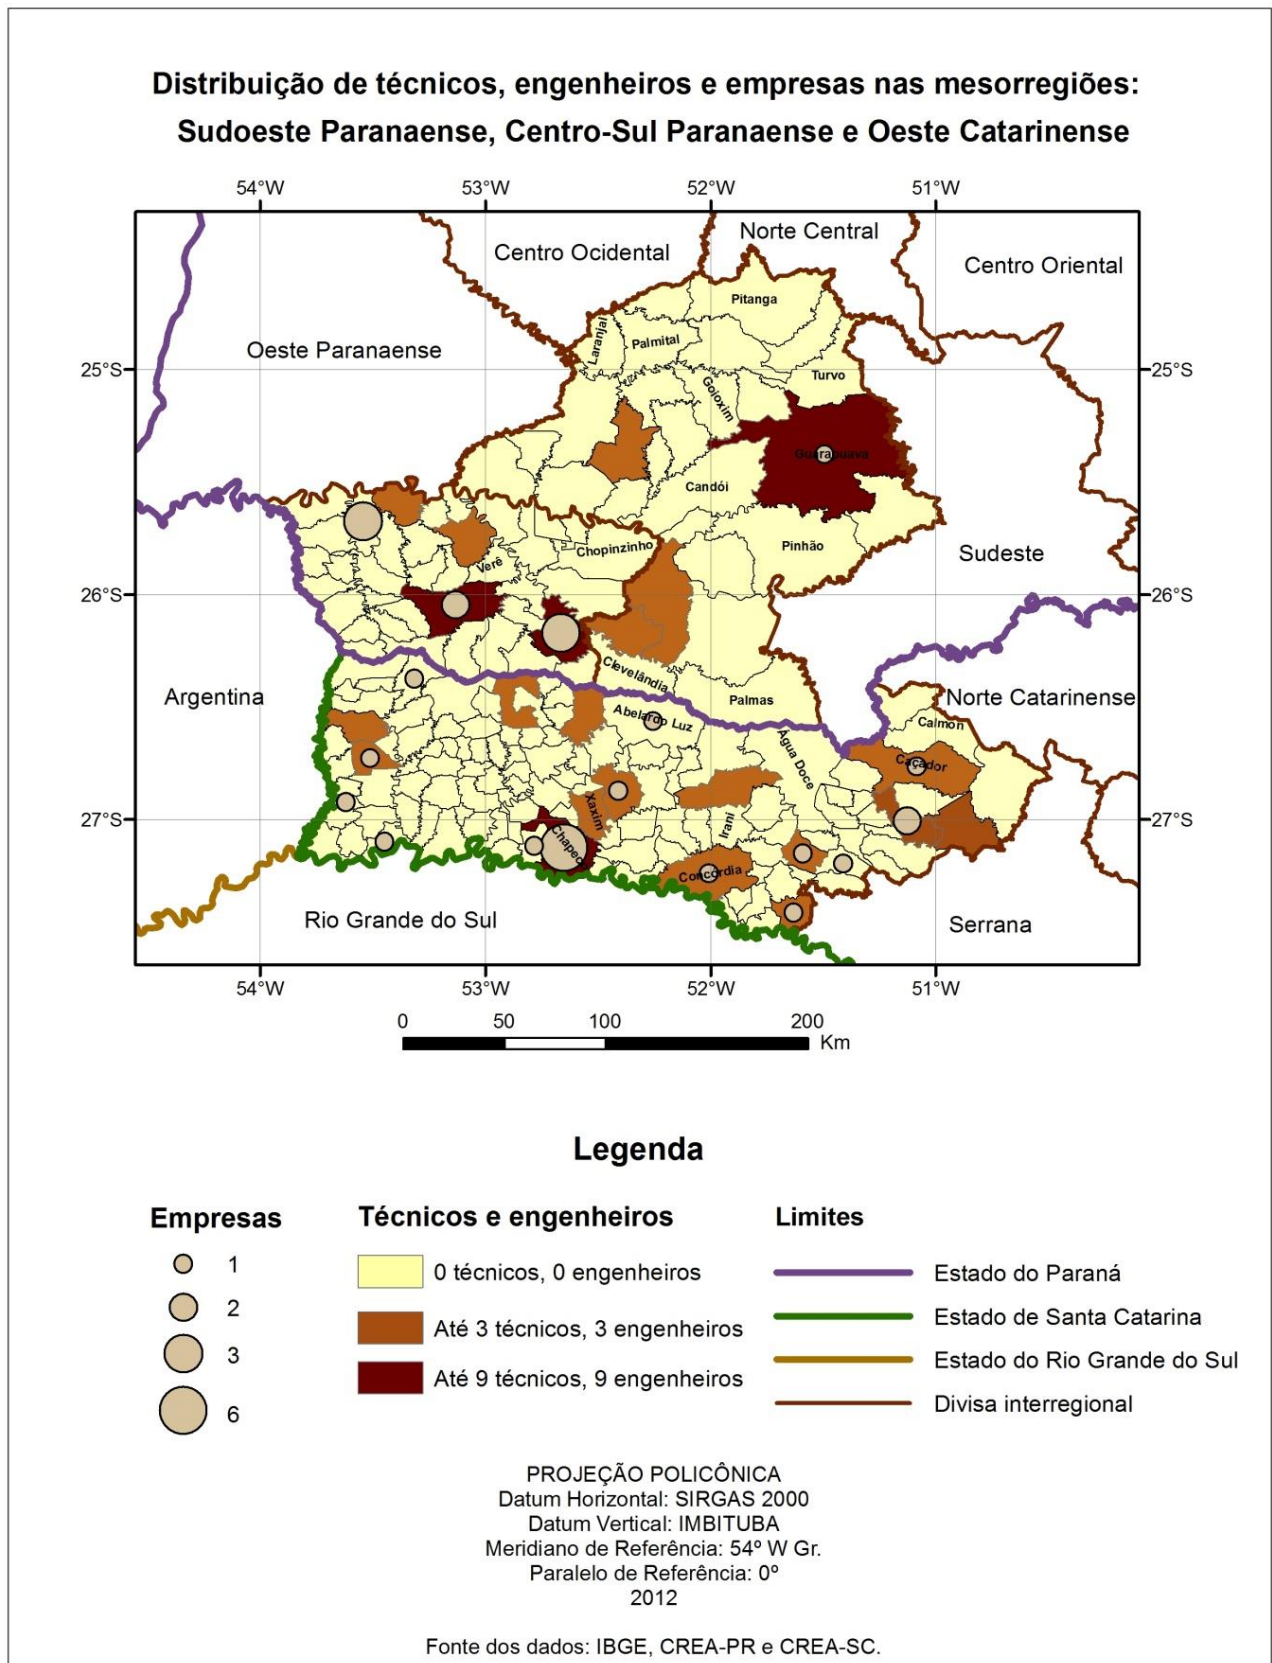 Distribuição de técnicos, engenheiros e empresas nas mesorregiões:
Sudoeste Paranaense, Centro-Sul Paranaense e Oeste Catarinense
54°W 53°W 52°W 51°W
Norte Central
Centro Ocidental
Centro Oriental
Pitanga
Laranjal
Palmital
Oeste Paranaense
25°S 25°S
Turvo
Goioxim
Guarapuava
Candói
Pinhão
Chopinzinho
Sudeste
Verê
26°S 26°S
Clevelândia
Argentina
Palmas
Norte Catarinense
Abelardo Luz
Calmon
Água Doce
Caçador
Xaxim
27°S 27°S
Irani
Chapecó
Concórdia
Rio Grande do Sul
Serrana
54°W 53°W 52°W 51°W
0 50 100 200
Km
Legenda
Empresas
1
2
3
6
Técnicos e engenheiros
0 técnicos, 0 engenheiros
Até 3 técnicos, 3 engenheiros
Até 9 técnicos, 9 engenheiros
Limites
Estado do Paraná
Estado de Santa Catarina
Estado do Rio Grande do Sul
Divisa interregional
PROJEÇÃO POLICÔNICA
Datum Horizontal: SIRGAS 2000
Datum Vertical: IMBITUBA
Meridiano de Referência: 54º W Gr.
Paralelo de Referência: 0º
2012
Fonte dos dados: IBGE, CREA-PR e CREA-SC.